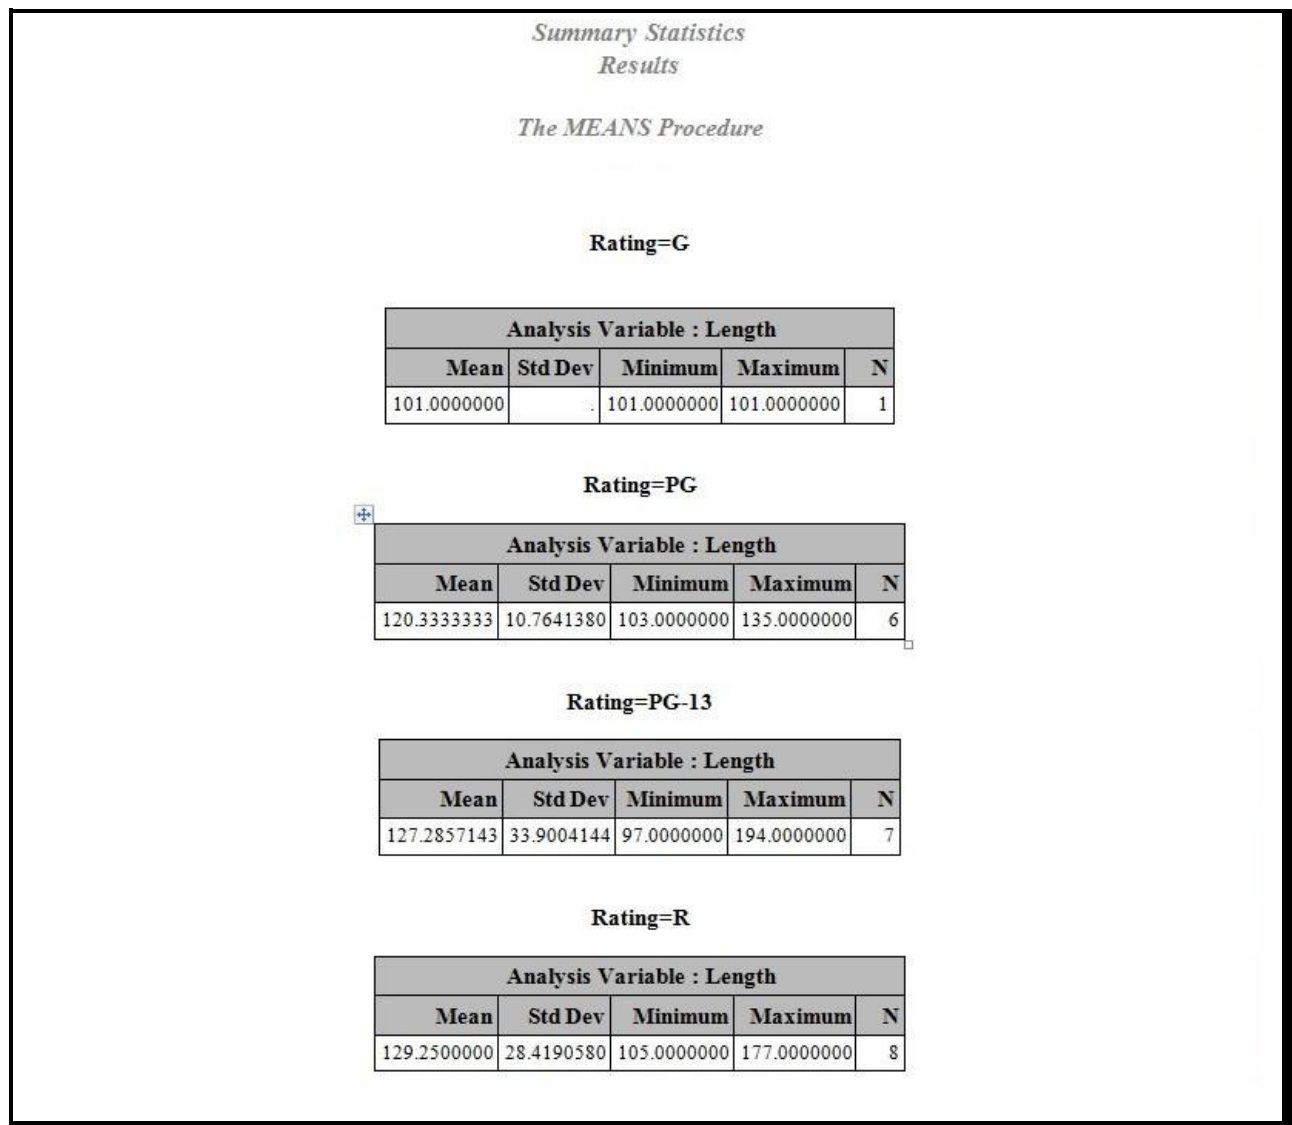 Summary Statistics
Results
The MEANS Procedure
Rating=G
Analysis Variable : Length
Mean Std Dev Minimum Maximum N
101.0000000 . 101.0000000 101.0000000 1
Rating=PG
Analysis Variable : Length
Mean Std Dev Minimum Maximum N
120.3333333 10.7641380 103.0000000 135.0000000 6
Rating=PG-13
Analysis Variable : Length
Mean Std Dev Minimum Maximum N
127.2857143 33.9004144 97.0000000 194.0000000 7
Rating=R
Analysis Variable : Length
Mean Std Dev Minimum Maximum N
129.2500000 28.4190580 105.0000000 177.0000000 8